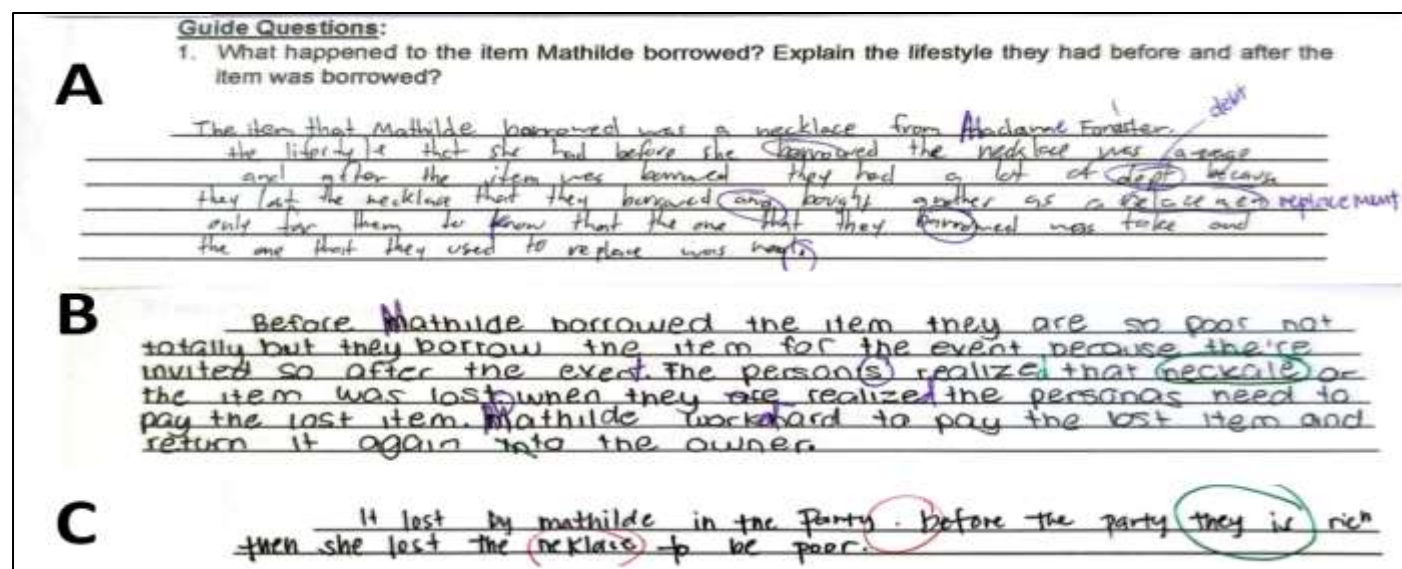 Guide Questions:
1. What happened to the item Mathilde borrowed? Explain the lifestyle they had before and after the
item was borrowed?
A
debt
The item that Mathilde borrowed was a necklace from Madame Forester.
the lifestyle that she had before she borrowed the necklace was
and after the item was borrowed they had a lot of dept because
they lost the necklace that they borrowed and bought another as a replacement
only for them to know that the one that they borrowed was fake and
the one that they used to replace was
B
Before Mathilde borrowed the item they are so poor not
totally but they borrow the item for the event because the're
invited so after the event. The person(s) realized that neckale or
the item was lost when they are realized the personas need to
pay the lost item. Mathilde work hard to pay the lost item and
return it again into the owner.
C
It lost by mathilde in the Party. before the party they is rich
then she lost the neklase to be poor.